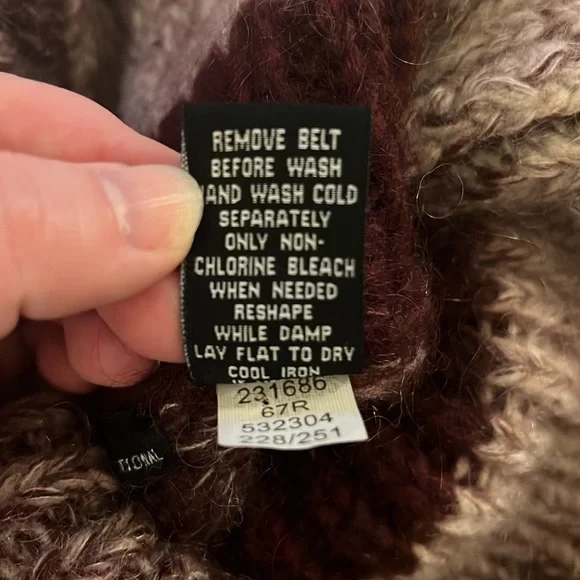 REMOVE BELT
BEFORE WASH
HAND WASH COLD
SEPARATELY
ONLY NON-
CHLORINE BLEACH
WHEN NEEDED
RESHAPE
WHILE DAMP
LAY FLAT TO DRY
COOL IRON
231686
67R
532304
228/251
TIONAL